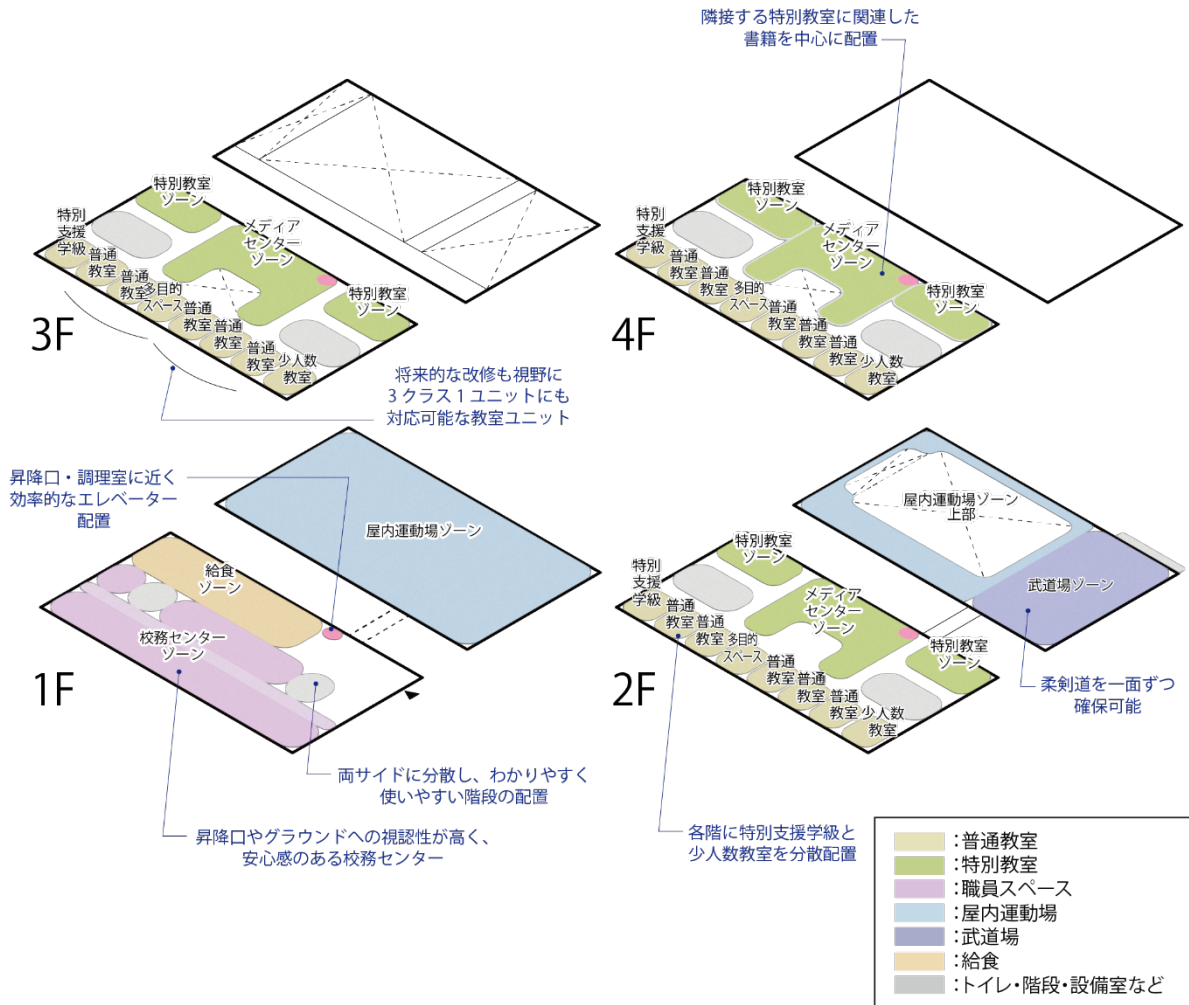 隣接する特別教室に関連した
書籍を中心に配置
特別教室
ゾーン
特別
支援
学級
メディア
センター
ゾーン
普通
教室
普通
教室
多目的
スペース
普通
教室
普通
教室
普通
教室
少人数
教室
特別教室
ゾーン
3F
将来的な改修も視野に
3クラス1ユニットにも
対応可能な教室ユニット
特別教室
ゾーン
特別
支援
学級
メディア
センター
ゾーン
普通
教室
普通
教室
多目的
スペース
普通
教室
普通
教室
普通
教室
少人数
教室
特別教室
ゾーン
4F
昇降口・調理室に近く
効率的なエレベーター
配置
屋内運動場ゾーン
給食
ゾーン
校務センター
ゾーン
1F
両サイドに分散し、わかりやすく
使いやすい階段の配置
昇降口やグラウンドへの視認性が高く、
安心感のある校務センター
屋内運動場ゾーン
上部
武道場ゾーン
特別教室
ゾーン
特別
支援
学級
メディア
センター
ゾーン
普通
教室
普通
教室
多目的
スペース
普通
教室
普通
教室
普通
教室
少人数
教室
特別教室
ゾーン
2F
柔剣道を一面ずつ
確保可能
各階に特別支援学級と
少人数教室を分散配置
:普通教室
:特別教室
:職員スペース
:屋内運動場
:武道場
:給食
:トイレ・階段・設備室など